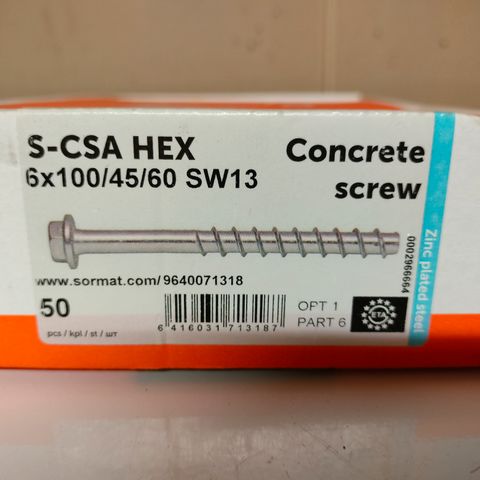 S-CSA HEX
6x100/45/60 SW13
Concrete
screw
Zinc plated steel
0002966664
www.sormat.com/9640071318
50
pcs / kpl / st / шт
6 416031 713187
OPT 1
PART 6
ETA